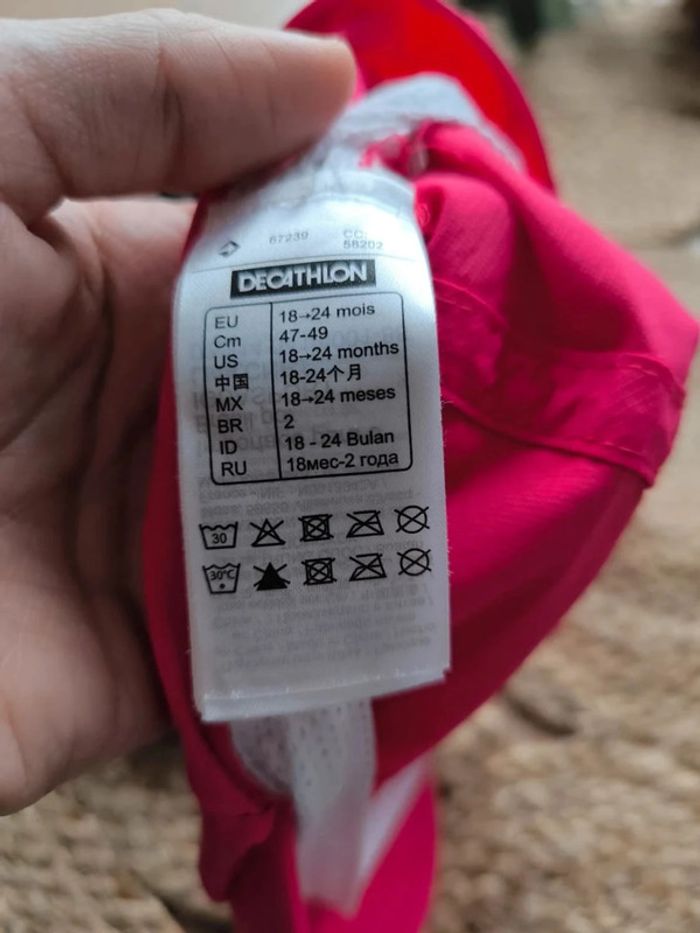 67239 CC:
58202
DECATHLON
EU 18→24 mois
Cm 47-49
US 18→24 months
中国 18-24个月
MX 18→24 meses
BR 2
ID 18 - 24 Bulan
RU 18мес-2 года
30
30°C